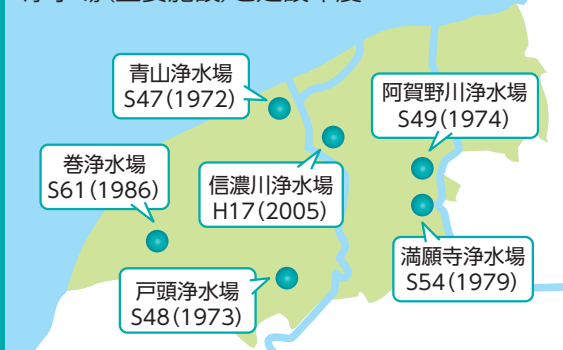 青山浄水場
S47(1972)
阿賀野川浄水場
S49(1974)
巻浄水場
S61(1986)
信濃川浄水場
H17(2005)
満願寺浄水場
S54(1979)
戸頭浄水場
S48(1973)